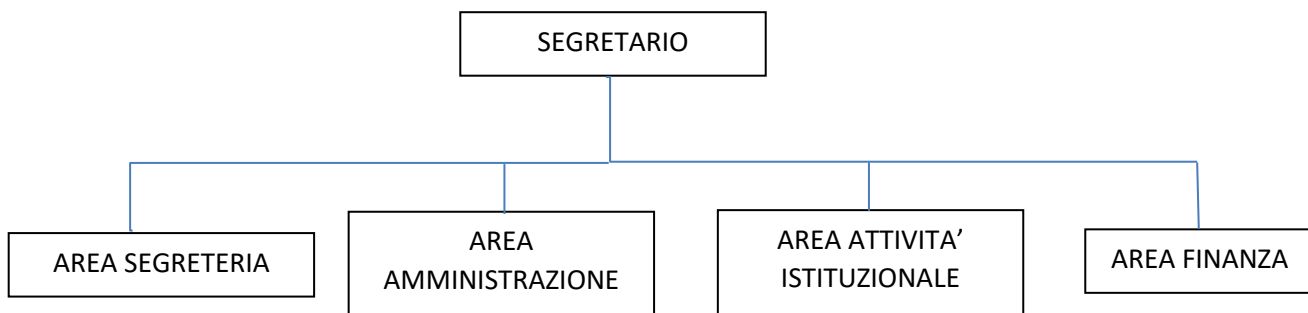 SEGRETARIO
AREA SEGRETERIA
AREA
AMMINISTRAZIONE
AREA ATTIVITA’
ISTITUZIONALE
AREA FINANZA